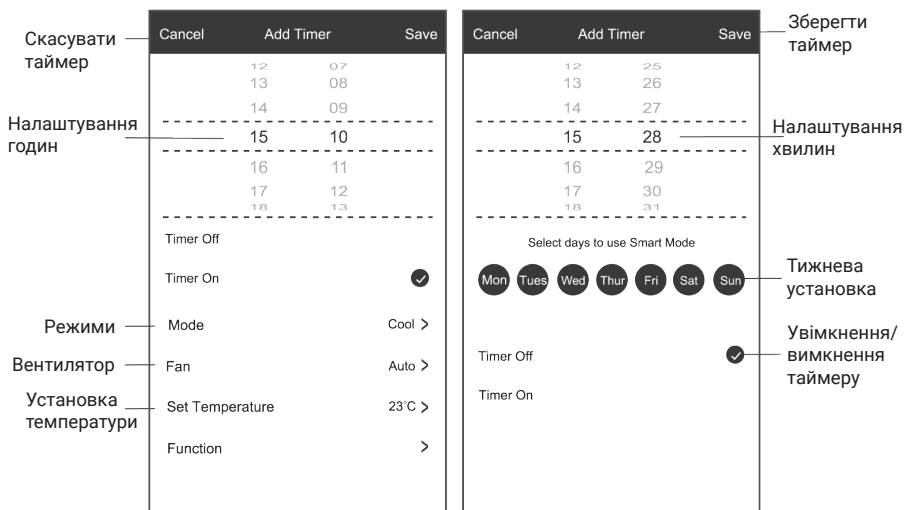 Скасувати
таймер
Налаштування
годин
Режими
Вентилятор
Установка
температури
Cancel Add Timer Save
12 07
13 08
14 09
15 10
16 11
17 12
18 13
Timer Off
Timer On
Mode Cool >
Fan Auto >
Set Temperature 23°C >
Function >
Cancel Add Timer Save
12 25
13 26
14 27
15 28
16 29
17 30
18 31
Select days to use Smart Mode
Mon Tues Wed Thur Fri Sat Sun
Timer Off
Timer On
Зберегти
таймер
Налаштування
хвилин
Тижнева
установка
Увімкнення/
вимкнення
таймеру